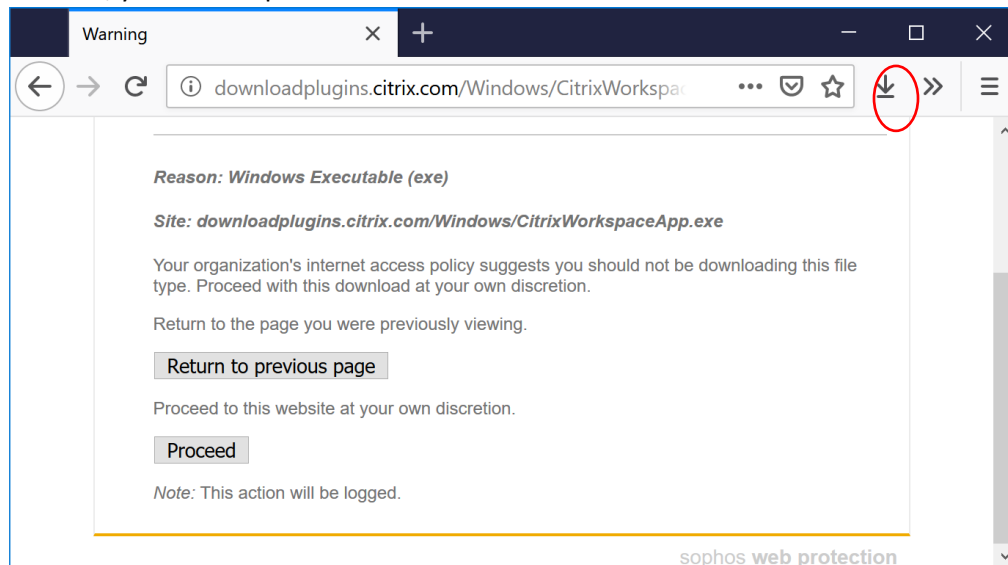 Warning
downloadplugins.citrix.com/Windows/CitrixWorkspac
Reason: Windows Executable (exe)
Site: downloadplugins.citrix.com/Windows/CitrixWorkspaceApp.exe
Your organization's internet access policy suggests you should not be downloading this file
type. Proceed with this download at your own discretion.
Return to the page you were previously viewing.
Return to previous page
Proceed to this website at your own discretion.
Proceed
Note: This action will be logged.
sophos web protection